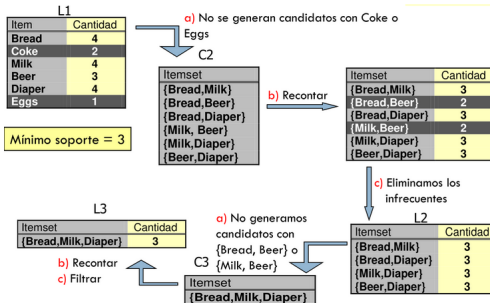 L1
Item Cantidad
Bread 4
Coke 2
Milk 4
Beer 3
Diaper 4
Eggs 1
Mínimo soporte = 3
a) No se generan candidatos con Coke o
Eggs
C2
Itemset
{Bread,Milk}
{Bread,Beer}
{Bread,Diaper}
{Milk, Beer}
{Milk,Diaper}
{Beer,Diaper}
b) Recontar
Itemset Cantidad
{Bread,Milk} 3
{Bread,Beer} 2
{Bread,Diaper} 3
{Milk,Beer} 2
{Milk,Diaper} 3
{Beer,Diaper} 3
c) Eliminamos los
infrecuentes
L2
Itemset Cantidad
{Bread,Milk} 3
{Bread,Diaper} 3
{Milk,Diaper} 3
{Beer,Diaper} 3
a) No generamos
candidatos con
{Bread, Beer} o
{Milk, Beer}
C3
Itemset
{Bread,Milk,Diaper}
b) Recontar
c) Filtrar
L3
Itemset Cantidad
{Bread,Milk,Diaper} 3